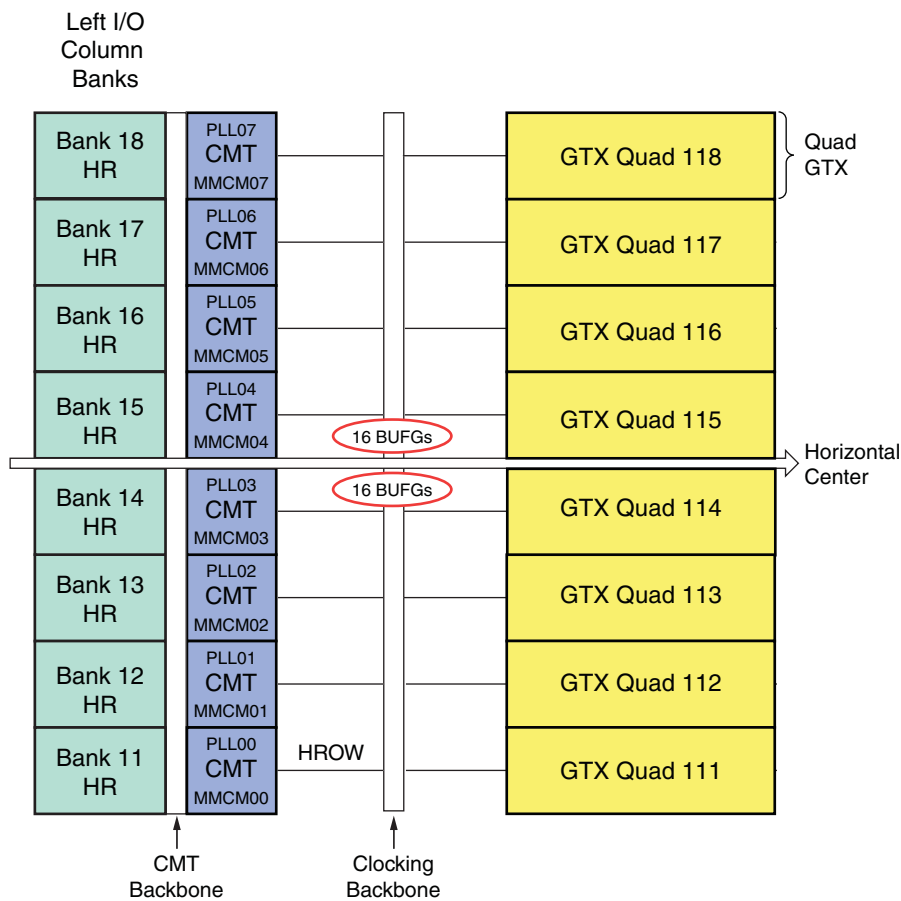 Left I/O
Column
Banks
Bank 18
HR
PLL07
CMT
MMCM07
GTX Quad 118
Quad
GTX
Bank 17
HR
PLL06
CMT
MMCM06
GTX Quad 117
Bank 16
HR
PLL05
CMT
MMCM05
GTX Quad 116
Bank 15
HR
PLL04
CMT
MMCM04
16 BUFGs
GTX Quad 115
Horizontal
Center
Bank 14
HR
PLL03
CMT
MMCM03
16 BUFGs
GTX Quad 114
Bank 13
HR
PLL02
CMT
MMCM02
GTX Quad 113
Bank 12
HR
PLL01
CMT
MMCM01
GTX Quad 112
Bank 11
HR
PLL00
CMT
MMCM00
HROW
GTX Quad 111
CMT
Backbone
Clocking
Backbone